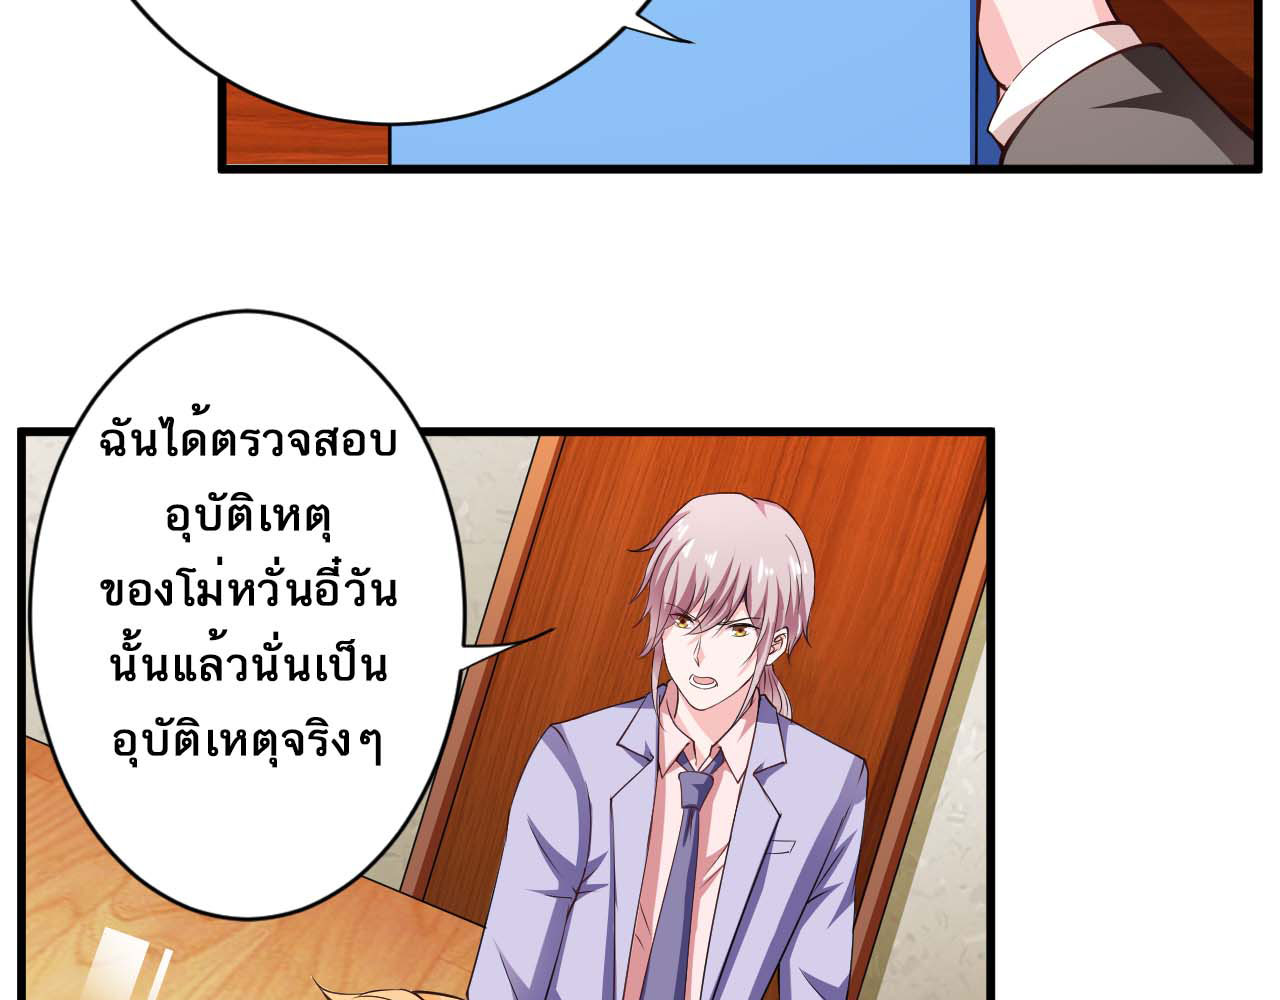 ฉันได้ตรวจสอบ
อุบัติเหตุ
ของโม่หวั่นอี๋วัน
นั้นแล้วนั่นเป็น
อุบัติเหตุจริงๆ